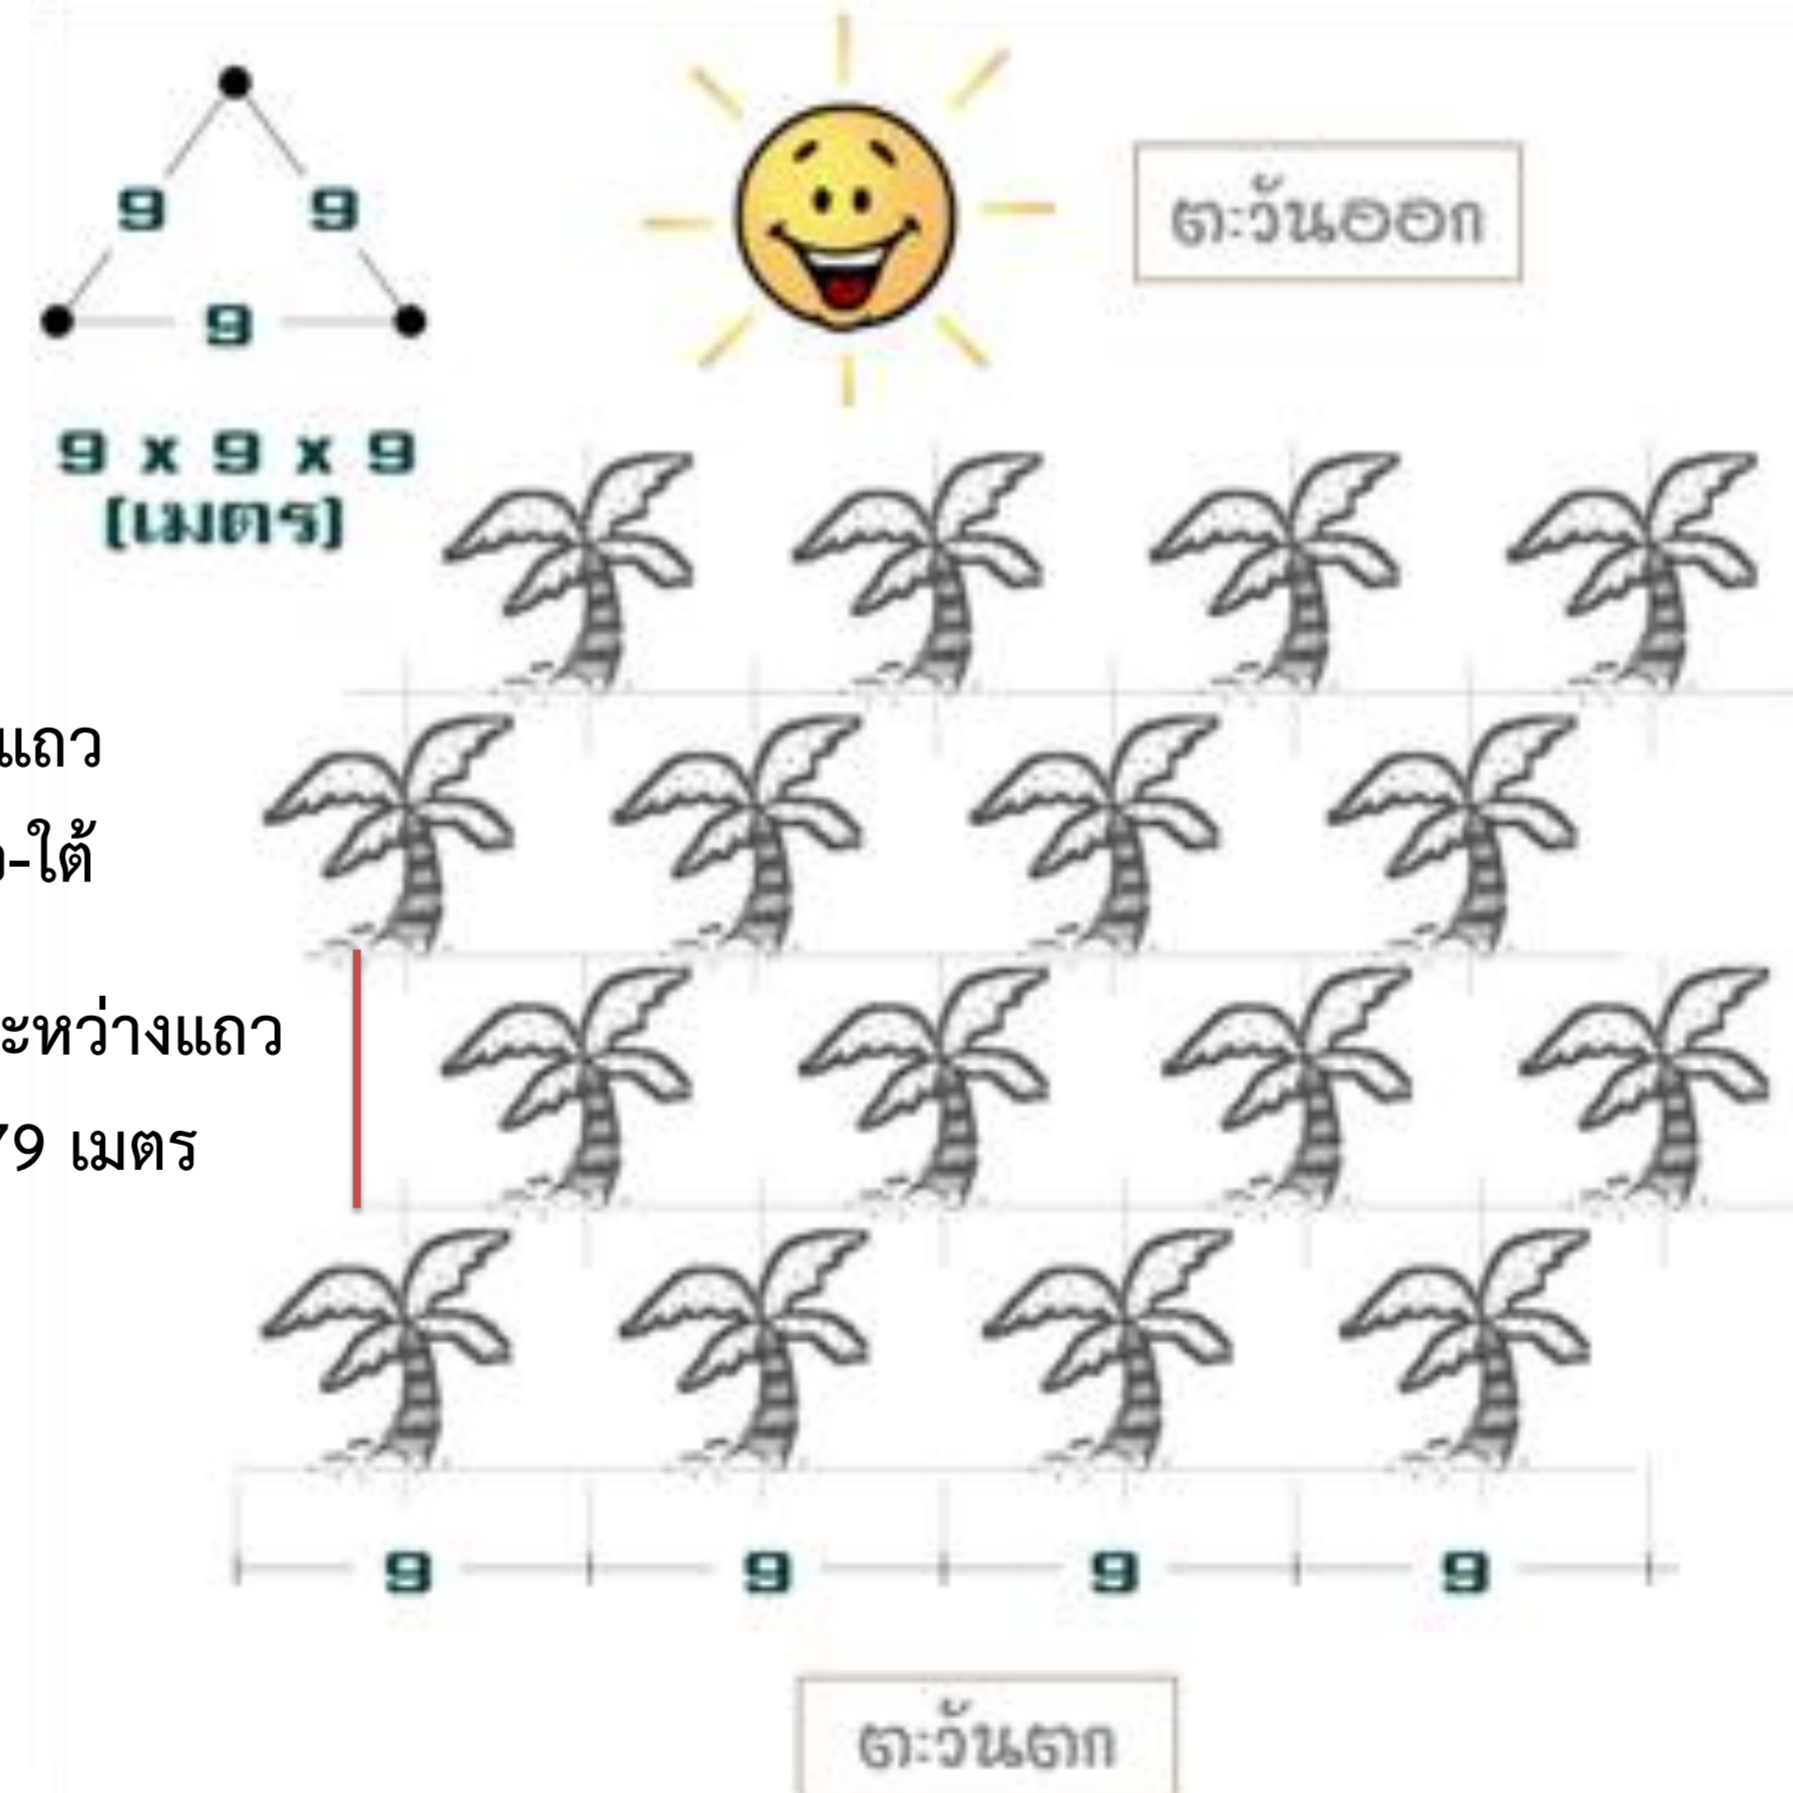 9 9
9
9 x 9 x 9
(เมตร)
ตะวันออก
แถว
-ใต้
ะหว่างแถว
79 เมตร
9 9 9 9
ตะวันตก